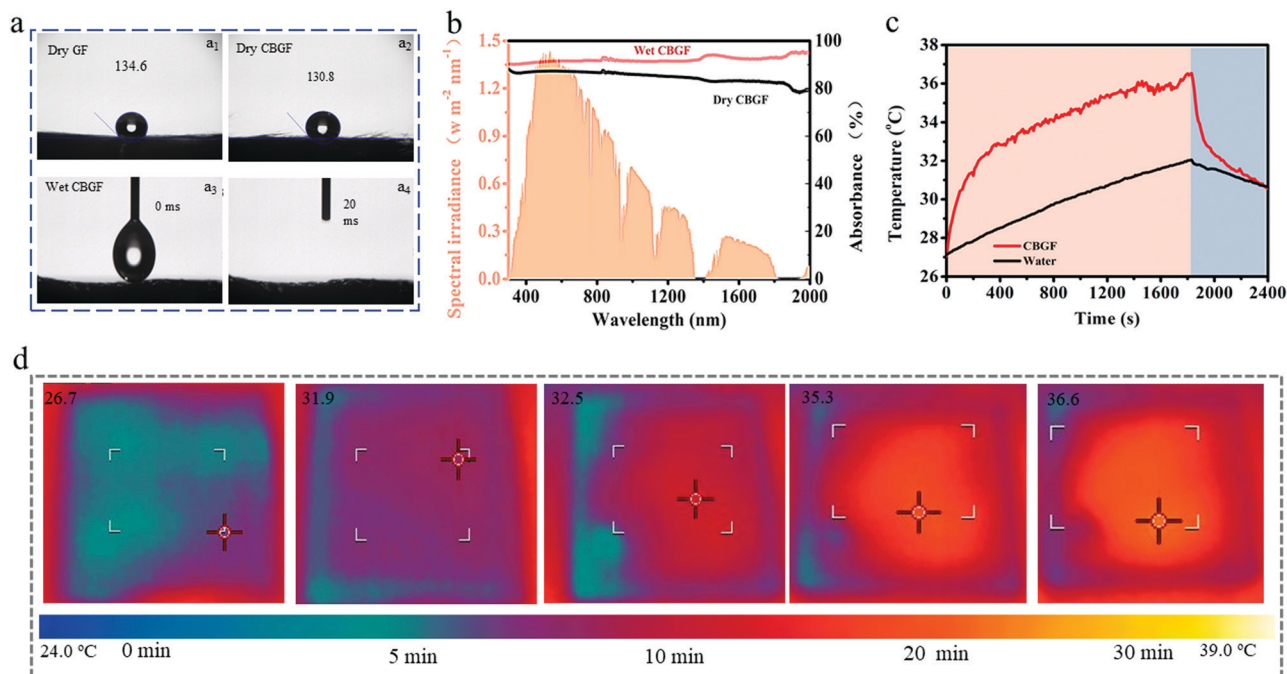 a
Dry GF
a1
134.6
Dry CBGF
a2
130.8
Wet CBGF
a3
0 ms
a4
20
ms
b
Spectral irradiance ( w m-2 nm-1)
1.5
1.2
0.9
0.6
0.3
0.0
Wet CBGF
Dry CBGF
100
80
60
40
20
0
Absorbance (%)
400
800
1200
1600
2000
Wavelength (nm)
c
Temperature (oC)
38
36
34
32
30
28
26
CBGF
Water
0
400
800
1200
1600
2000
2400
Time (s)
d
26.7
31.9
32.5
35.3
36.6
24.0 ºC 0 min 5 min 10 min 20 min 30 min 39.0 ºC